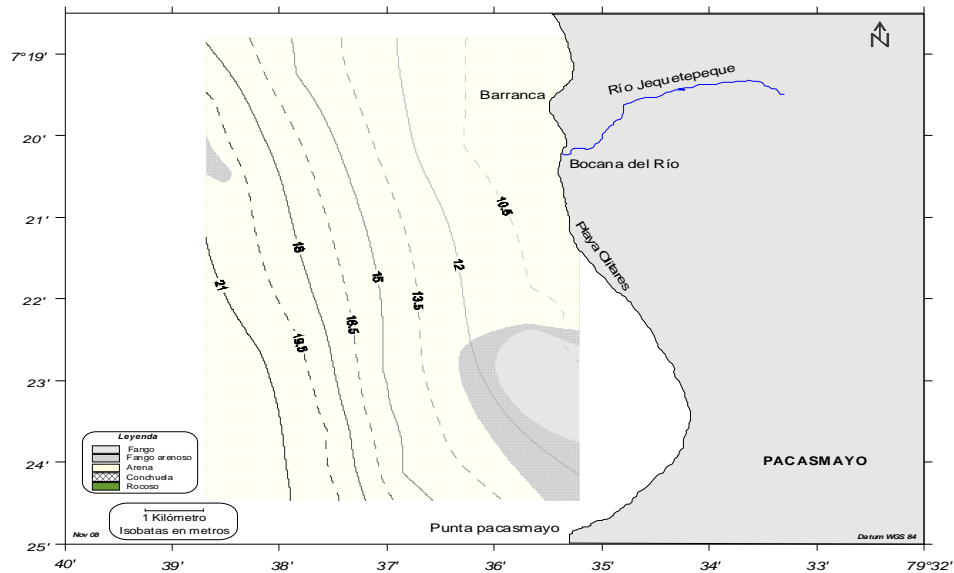 7°19'
20'
21'
22'
23'
24'
25'
N
Barranca
Río Jequetepeque
Bocana del Río
Playa Olitares
10.5
12
13.5
15
16.5
18
19.5
21
Leyenda
Fango
Fango arenoso
Arena
Conchuela
Rocoso
1 Kilómetro
Isobatas en metros
Nov 08
PACASMAYO
Punta pacasmayo
Datum WGS 84
40'
39'
38'
37'
36'
35'
34'
33'
79°32'